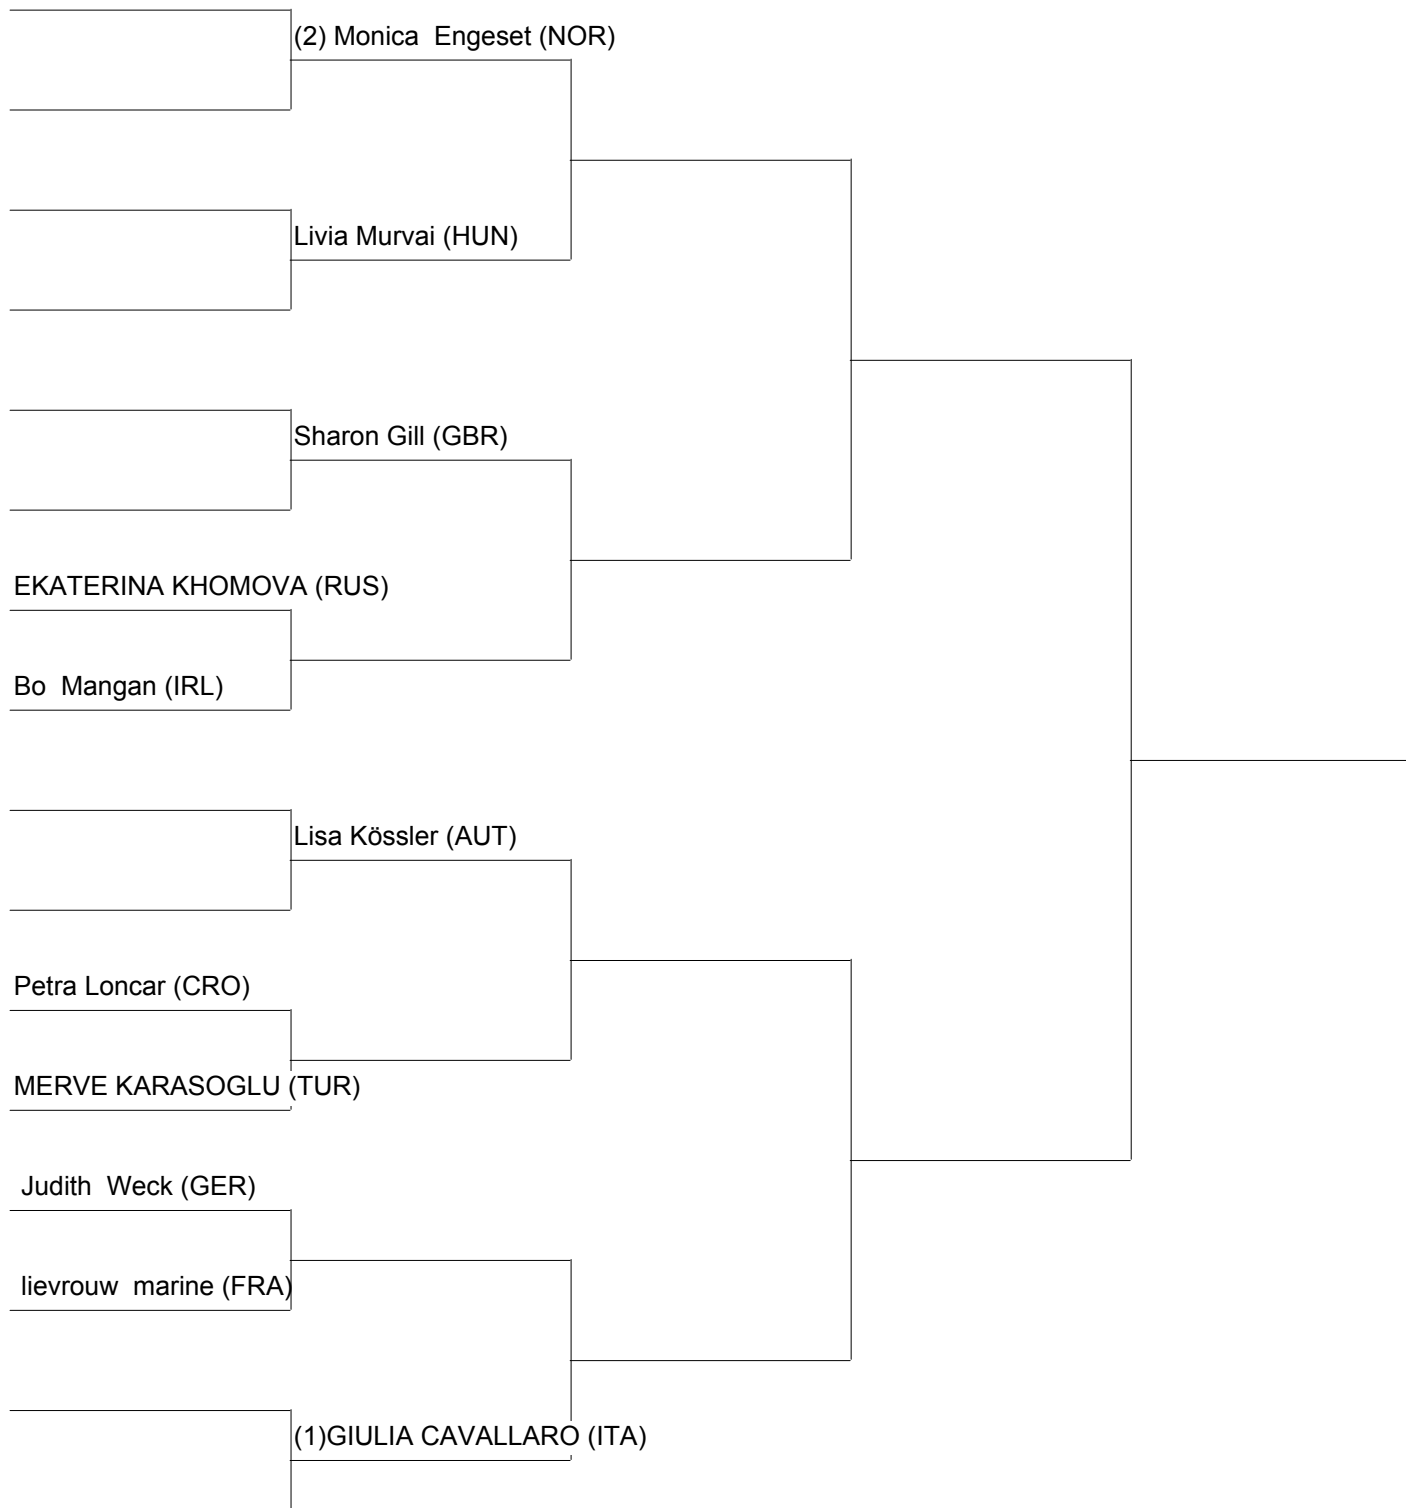 (2) Monica  Engeset (NOR)
Livia Murvai (HUN)
Sharon Gill (GBR)
EKATERINA KHOMOVA (RUS)
Bo  Mangan (IRL)
Lisa Kössler (AUT)
Petra Loncar (CRO)
MERVE KARASOGLU (TUR)
Judith  Weck (GER)
lievrouw  marine (FRA)
(1)GIULIA CAVALLARO (ITA)